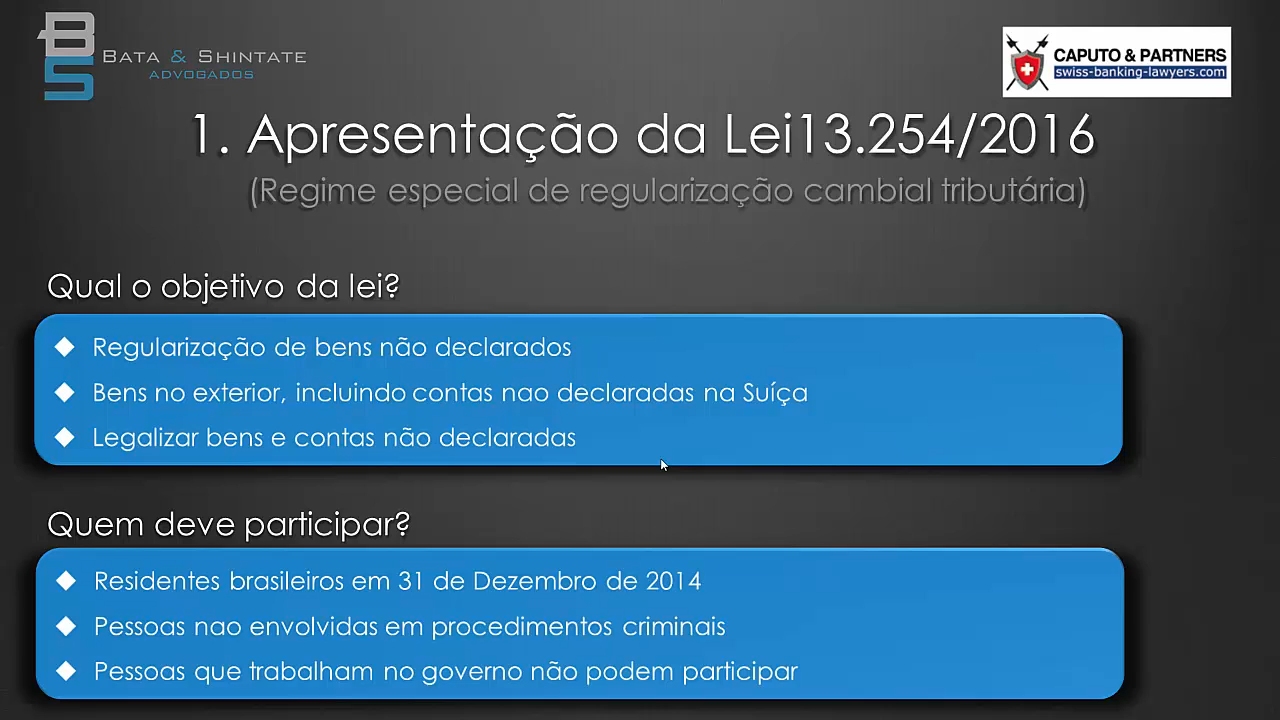 BS
BATA & SHINTATE
ADVOGADOS
CAPUTO & PARTNERS
swiss-banking-lawyers.com
1. Apresentação da Lei13.254/2016
(Regime especial de regularização cambial tributária)
Qual o objetivo da lei?
Regularização de bens não declarados
Bens no exterior, incluindo contas nao declaradas na Suíça
Legalizar bens e contas não declaradas
Quem deve participar?
Residentes brasileiros em 31 de Dezembro de 2014
Pessoas nao envolvidas em procedimentos criminais
Pessoas que trabalham no governo não podem participar